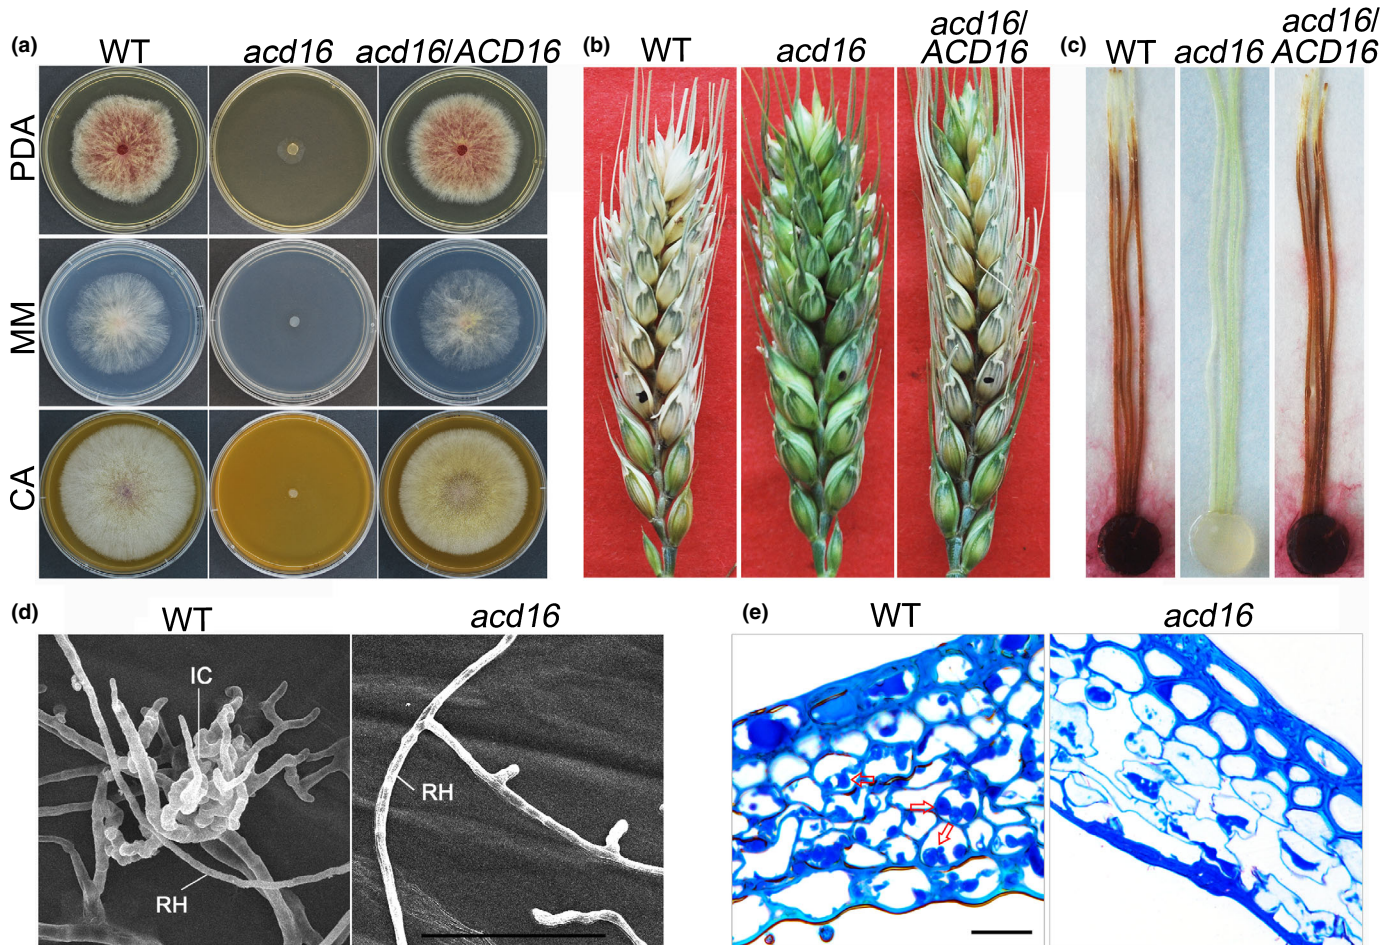 (a) WT acd16 acd16/ACD16
PDA
MM
CA
(b) WT acd16 acd16/
ACD16
(c) WT acd16 acd16/
ACD16
(d) WT acd16
IC
RH
RH
(e) WT acd16